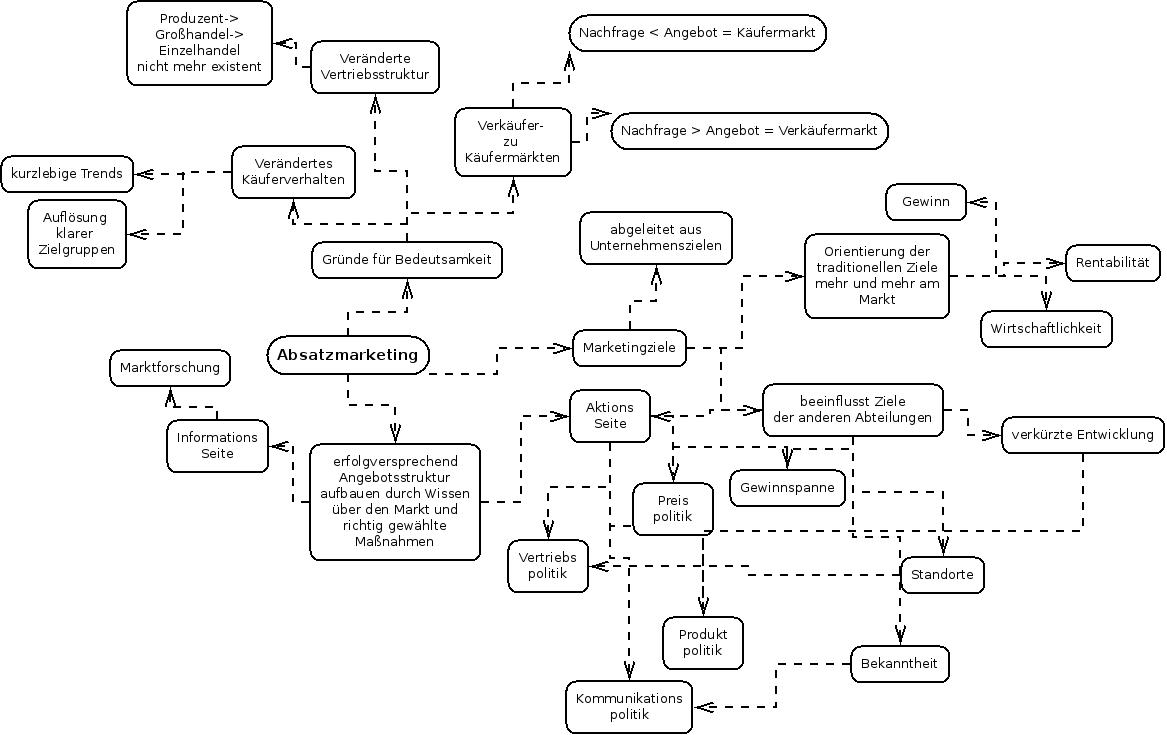 Produzent->
Großhandel->
Einzelhandel
nicht mehr existent
Veränderte
Vertriebsstruktur
Nachfrage < Angebot = Käufermarkt
Verkäufer-
zu
Käufermärkten
Nachfrage > Angebot = Verkäufermarkt
kurzlebige Trends
Verändertes
Käuferverhalten
Auflösung
klarer
Zielgruppen
Gründe für Bedeutsamkeit
abgeleitet aus
Unternehmenszielen
Gewinn
Orientierung der
traditionellen Ziele
mehr und mehr am
Markt
Rentabilität
Wirtschaftlichkeit
Absatzmarketing
Marketingziele
Marktforschung
Informations
Seite
Aktions
Seite
beeinflusst Ziele
der anderen Abteilungen
verkürzte Entwicklung
erfolgversprechend
Angebotsstruktur
aufbauen durch Wissen
über den Markt und
richtig gewählte
Maßnahmen
Gewinnspanne
Preis
politik
Vertriebs
politik
Standorte
Produkt
politik
Bekanntheit
Kommunikations
politik